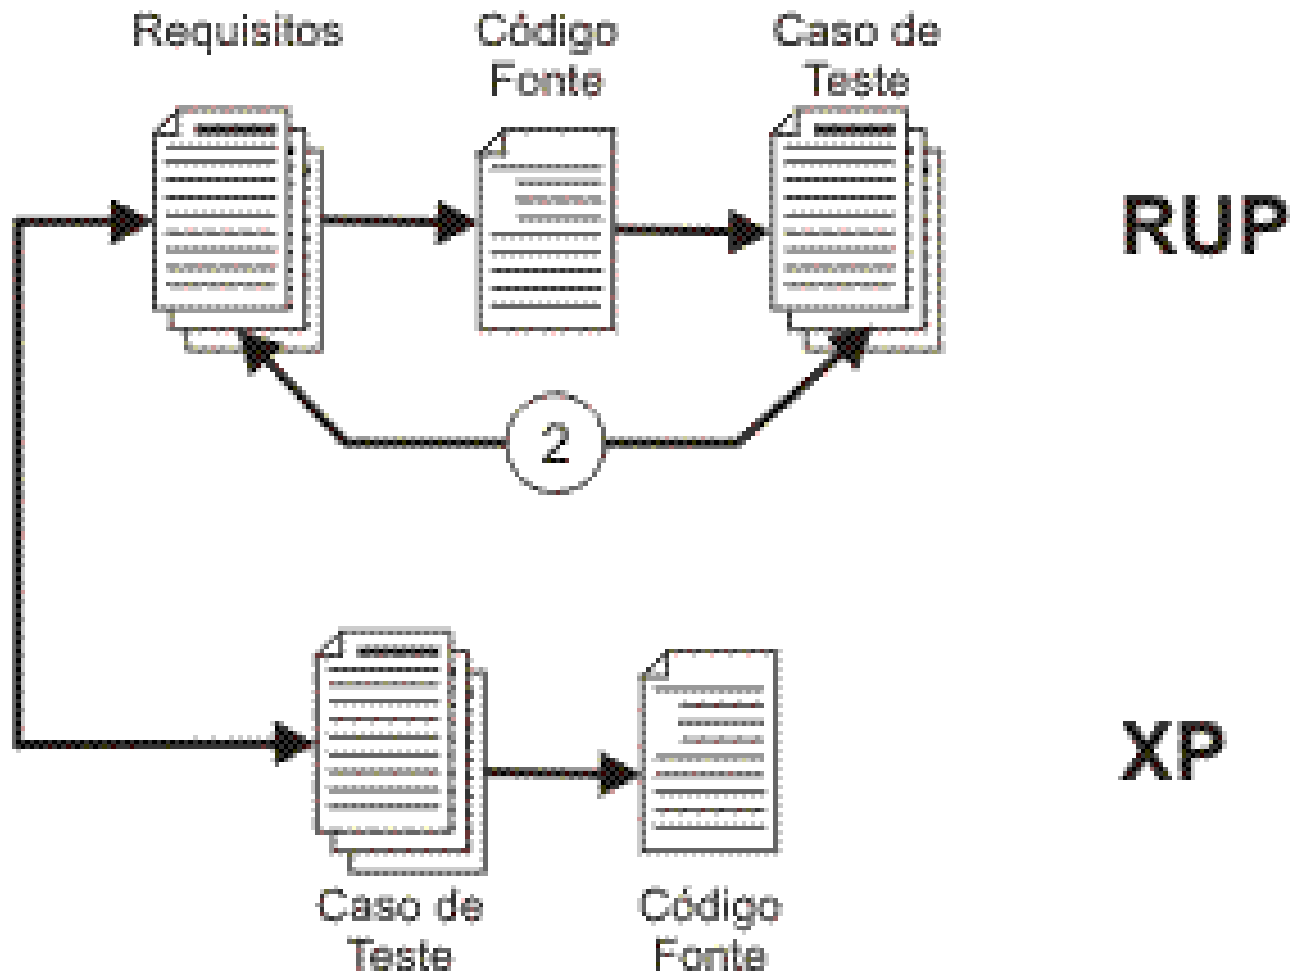 Requisitos
Código
Fonte
Caso de
Teste
RUP
2
XP
Caso de
Teste
Código
Fonte